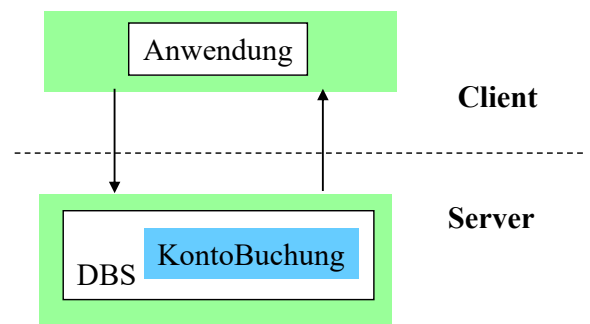 Anwendung
Client
Server
KontoBuchung
DBS